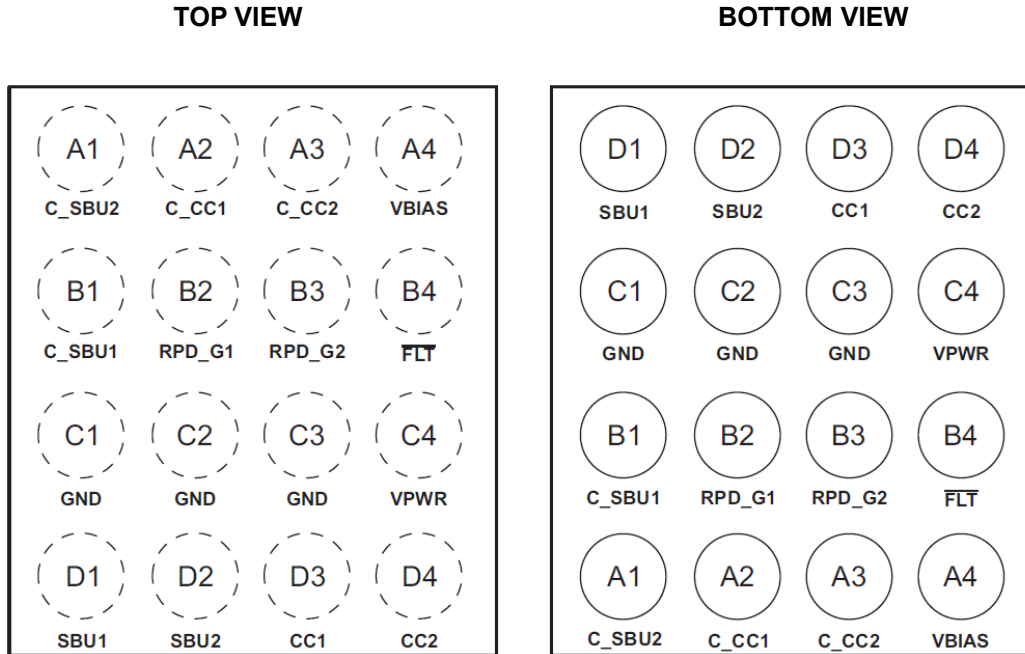 TOP VIEW
A1 A2 A3 A4
C_SBU2 C_CC1 C_CC2 VBIAS
B1 B2 B3 B4
C_SBU1 RPD_G1 RPD_G2 FLT
C1 C2 C3 C4
GND GND GND VPWR
D1 D2 D3 D4
SBU1 SBU2 CC1 CC2
BOTTOM VIEW
D1 D2 D3 D4
SBU1 SBU2 CC1 CC2
C1 C2 C3 C4
GND GND GND VPWR
B1 B2 B3 B4
C_SBU1 RPD_G1 RPD_G2 FLT
A1 A2 A3 A4
C_SBU2 C_CC1 C_CC2 VBIAS